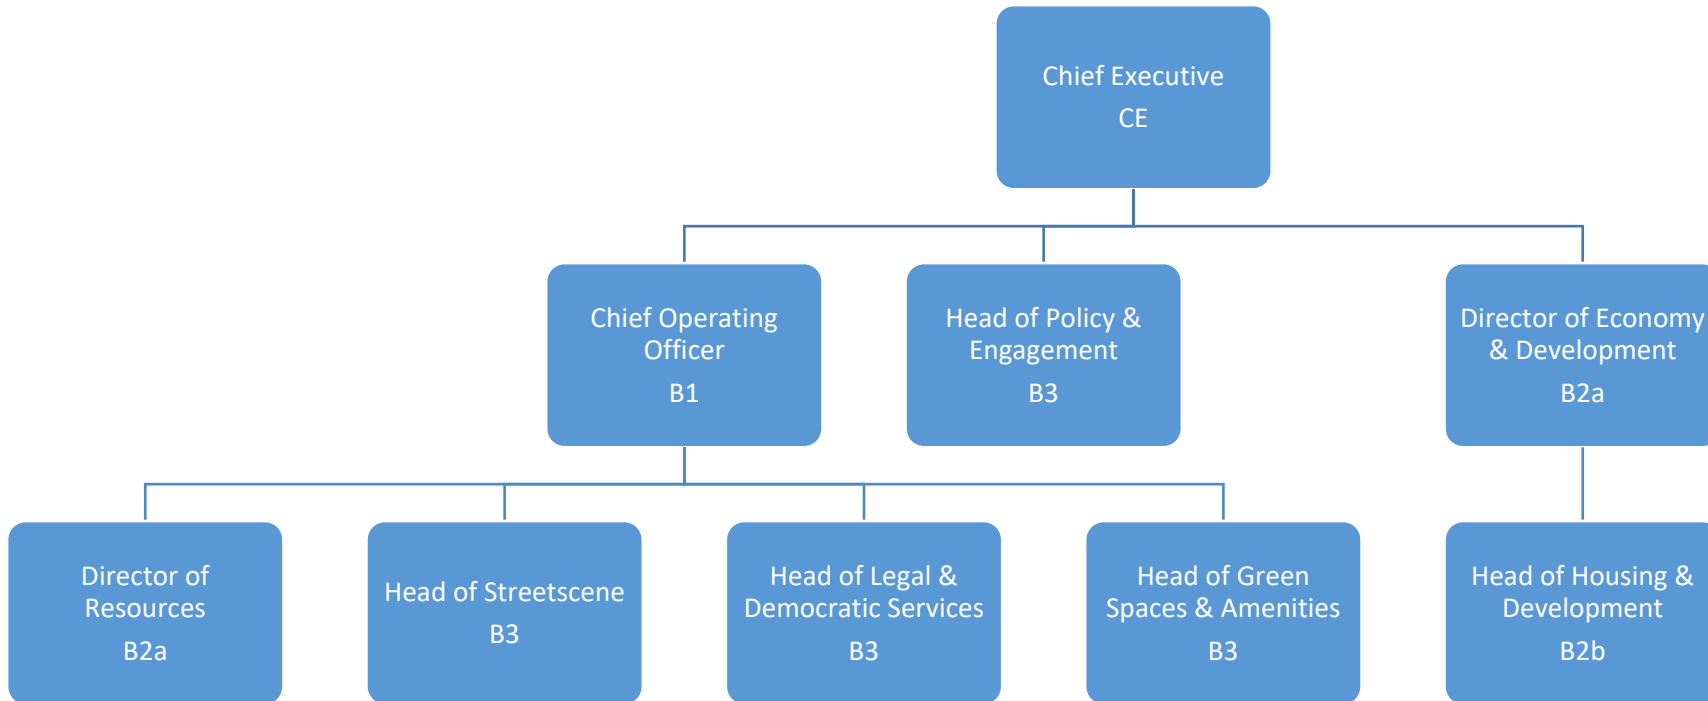 Chief Executive
CE
Chief Operating
Officer
B1
Head of Policy &
Engagement
B3
Director of Economy
& Development
B2a
Director of
Resources
B2a
Head of Streetscene
B3
Head of Legal &
Democratic Services
B3
Head of Green
Spaces & Amenities
B3
Head of Housing &
Development
B2b